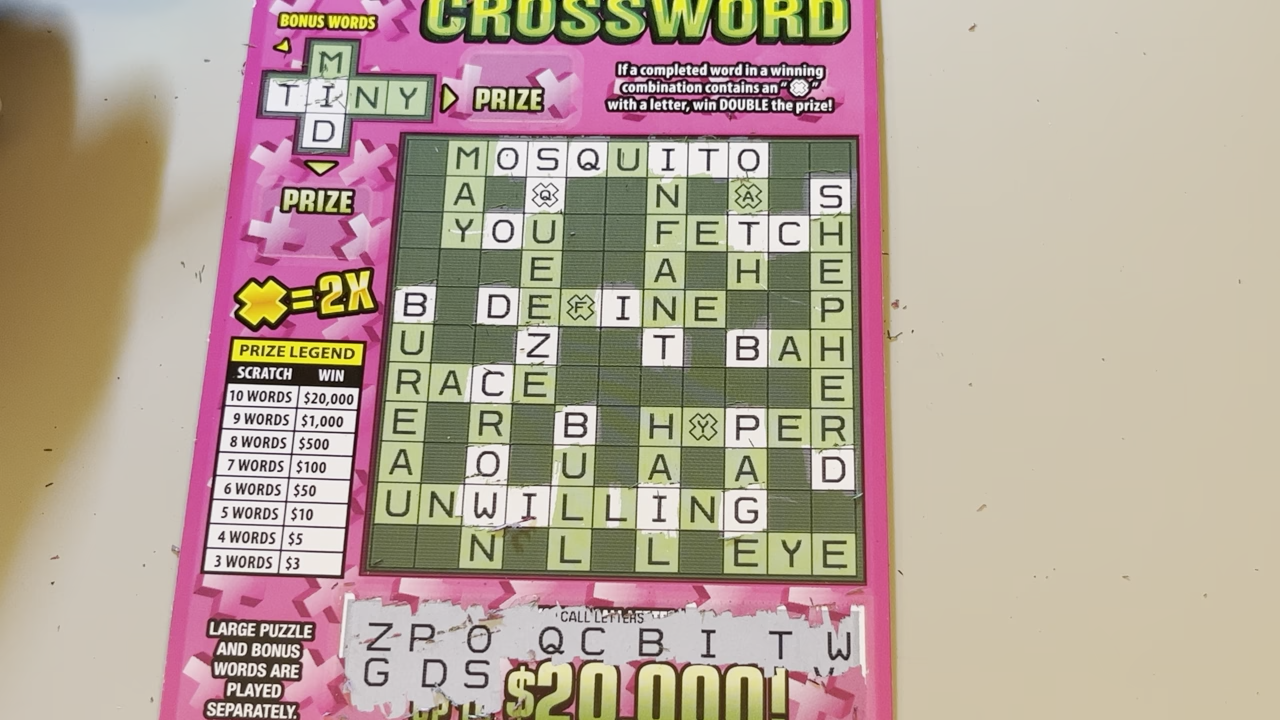 CROSSWORD
BONUS WORDS
M
TINY
D
PRIZE
PRIZE
If a completed word in a winning
combination contains an " "
with a letter, win DOUBLE the prize!
=2X
PRIZE LEGEND
SCRATCH WIN
10 WORDS $20,000
9 WORDS $1,000
8 WORDS $500
7 WORDS $100
6 WORDS $50
5 WORDS $10
4 WORDS $5
3 WORDS $3
MOSQUITO
A Q N A S
YOU FETCH
E A H E
B DEFINE P
U Z T BAH
RACE E
E R B HYPER
A O U A A D
UNWILLING
N L L EYE
CALL LETTERS
Z P O Q C B I T W
G D S
LARGE PUZZLE
AND BONUS
WORDS ARE
PLAYED
SEPARATELY.
$20,000!